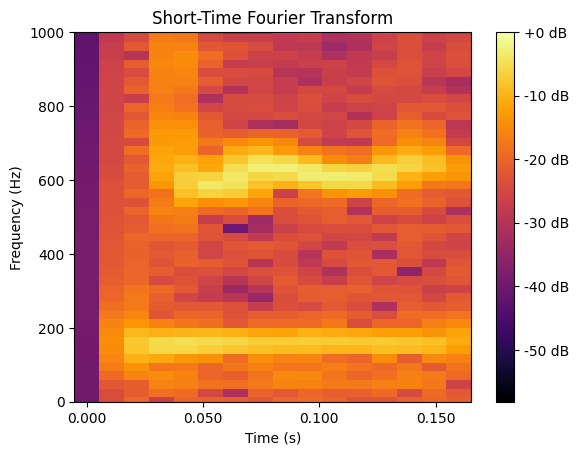 Short-Time Fourier Transform
1000
800
600
400
200
0
Frequency (Hz)
0.000
0.050
0.100
0.150
Time (s)
+0 dB
-10 dB
-20 dB
-30 dB
-40 dB
-50 dB